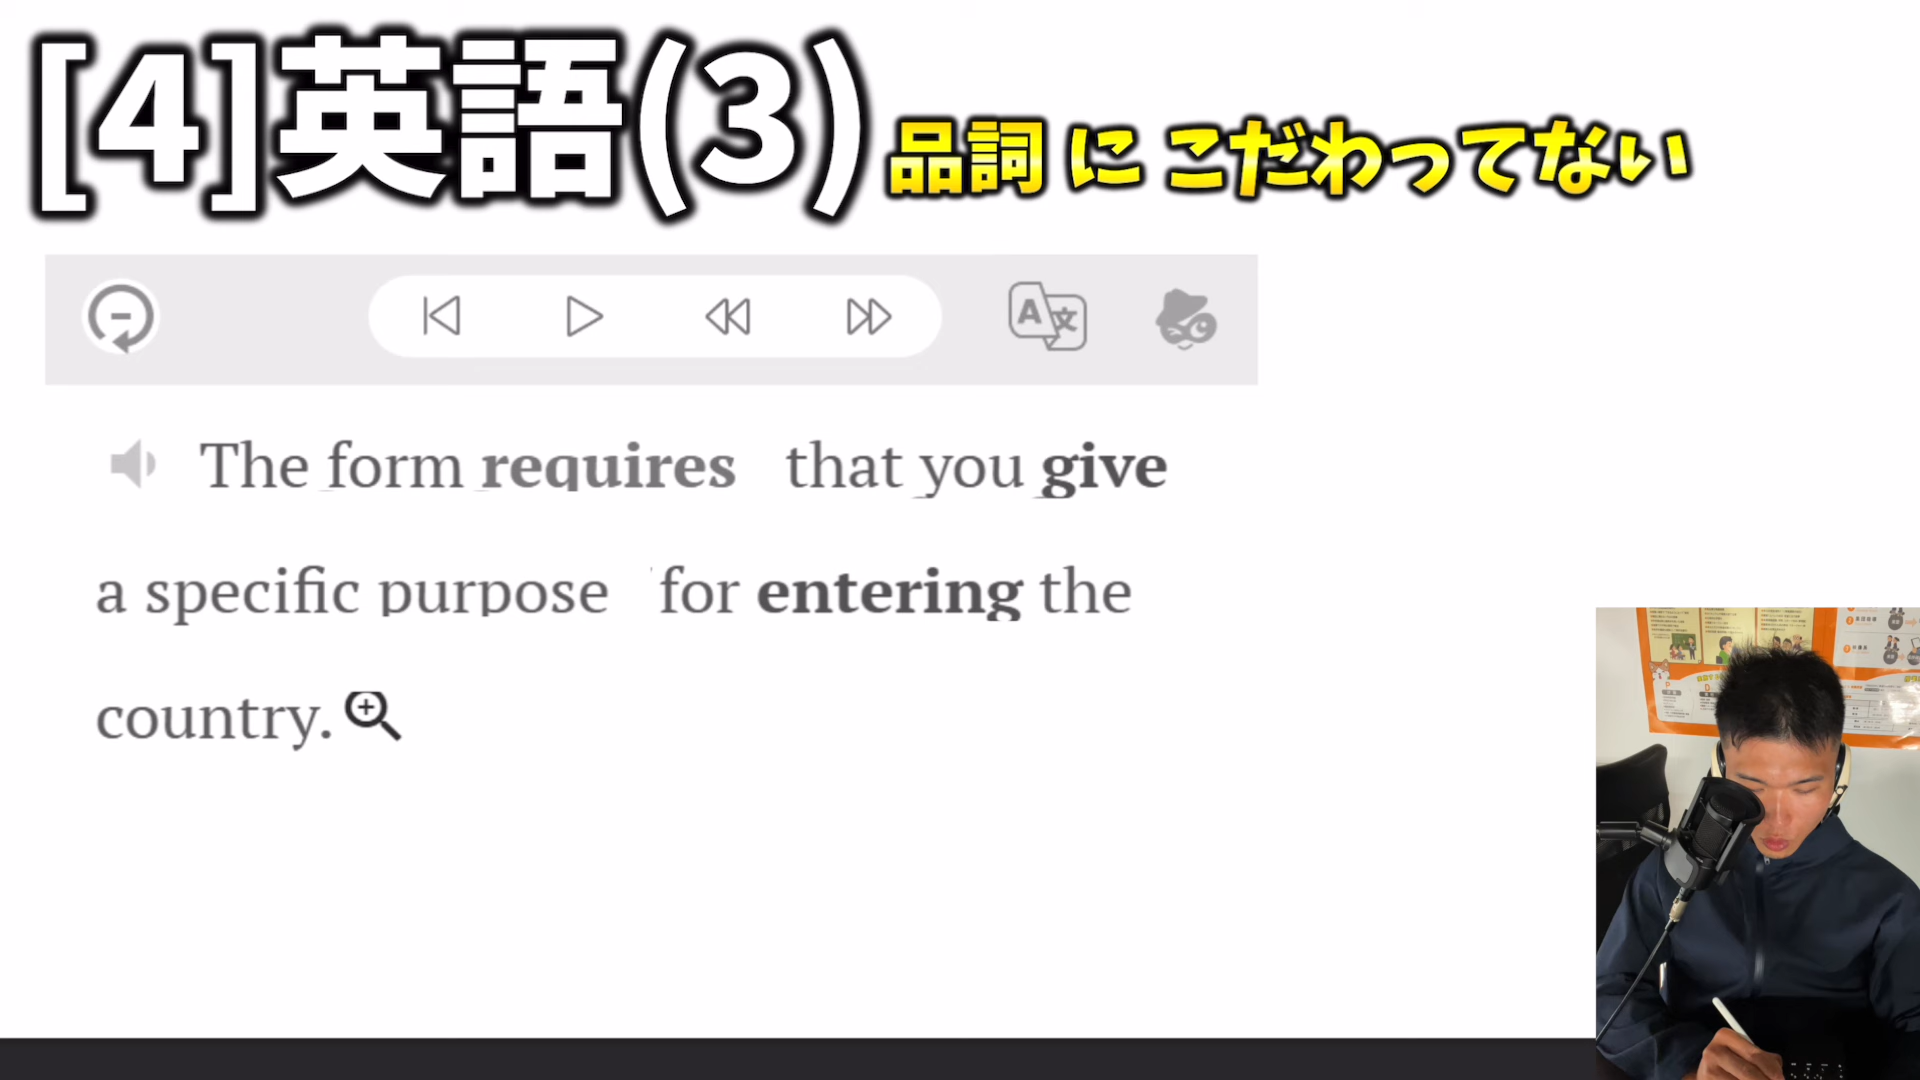 [4]英語(3) 品詞 に こだわってない
A 文
The form requires that you give
a specific purpose for entering the
country.